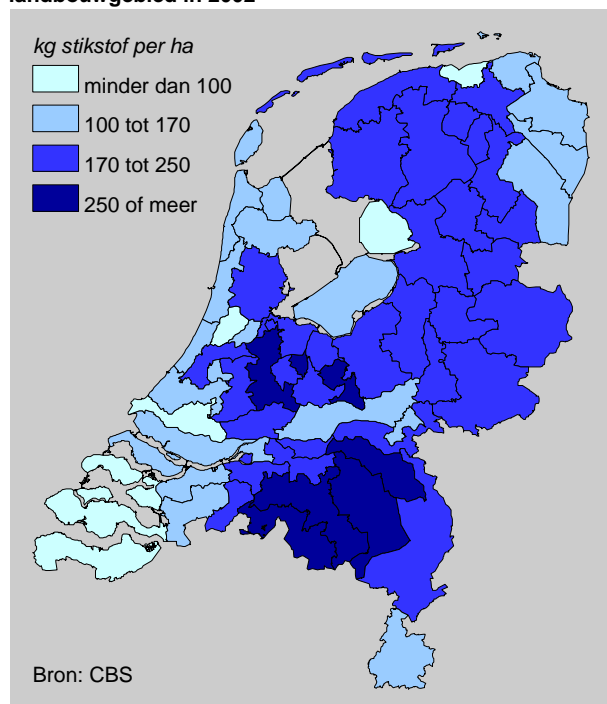 landbouwgebied in 2002
kg stikstof per ha
minder dan 100
100 tot 170
170 tot 250
250 of meer
Bron: CBS